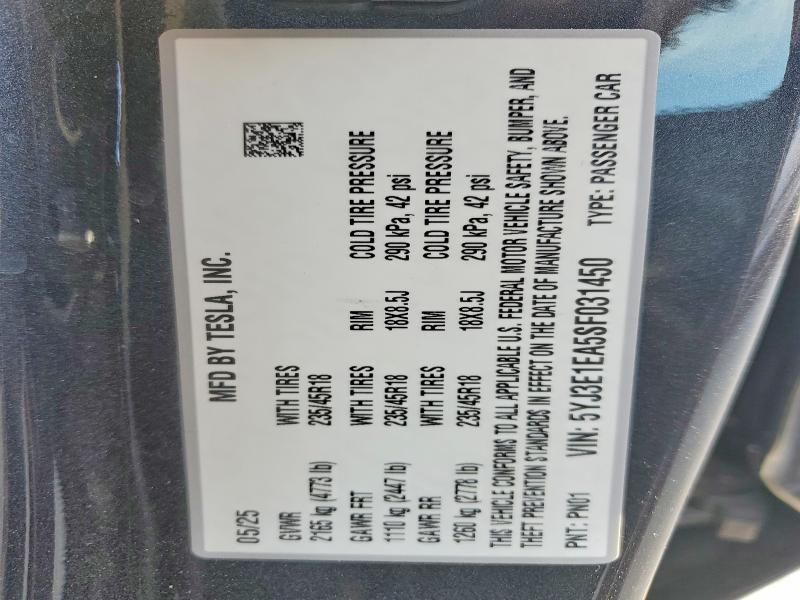 MFD BY TESLA, INC.
05/25
GVWR WITH TIRES
2165 kg (4773 lb) 235/45R18
GAWR FRT WITH TIRES RIM COLD TIRE PRESSURE
1110 kg (2447 lb) 235/45R18 18X8.5J 290 kPa, 42 psi
GAWR RR WITH TIRES RIM COLD TIRE PRESSURE
1260 kg (2778 lb) 235/45R18 18X8.5J 290 kPa, 42 psi
THIS VEHICLE CONFORMS TO ALL APPLICABLE U.S. FEDERAL MOTOR VEHICLE SAFETY, BUMPER, AND
THEFT PREVENTION STANDARDS IN EFFECT ON THE DATE OF MANUFACTURE SHOWN ABOVE.
PNT: PN01 VIN: 5YJ3E1EA5SF031450 TYPE: PASSENGER CAR